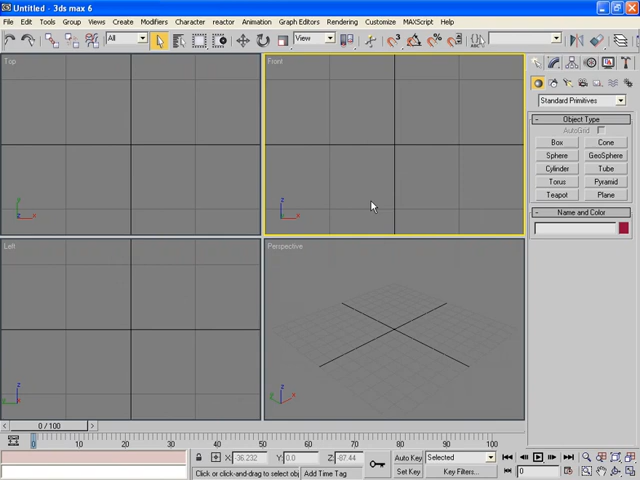 Untitled - 3ds max 6
File Edit Tools Group Views Create Modifiers Character reactor Animation Graph Editors Rendering Customize MAXScript Help
All
View
Top
Front
Left
Perspective
Standard Primitives
- Object Type
AutoGrid
Box Cone
Sphere GeoSphere
Cylinder Tube
Torus Pyramid
Teapot Plane
- Name and Color
0 / 100
0 10 20 30 40 50 60 70 80 90 100
X: -36.232 Y: 0.0 Z: -87.44
Auto Key Selected
Click or click-and-drag to select obj Add Time Tag
Set Key Key Filters... 0